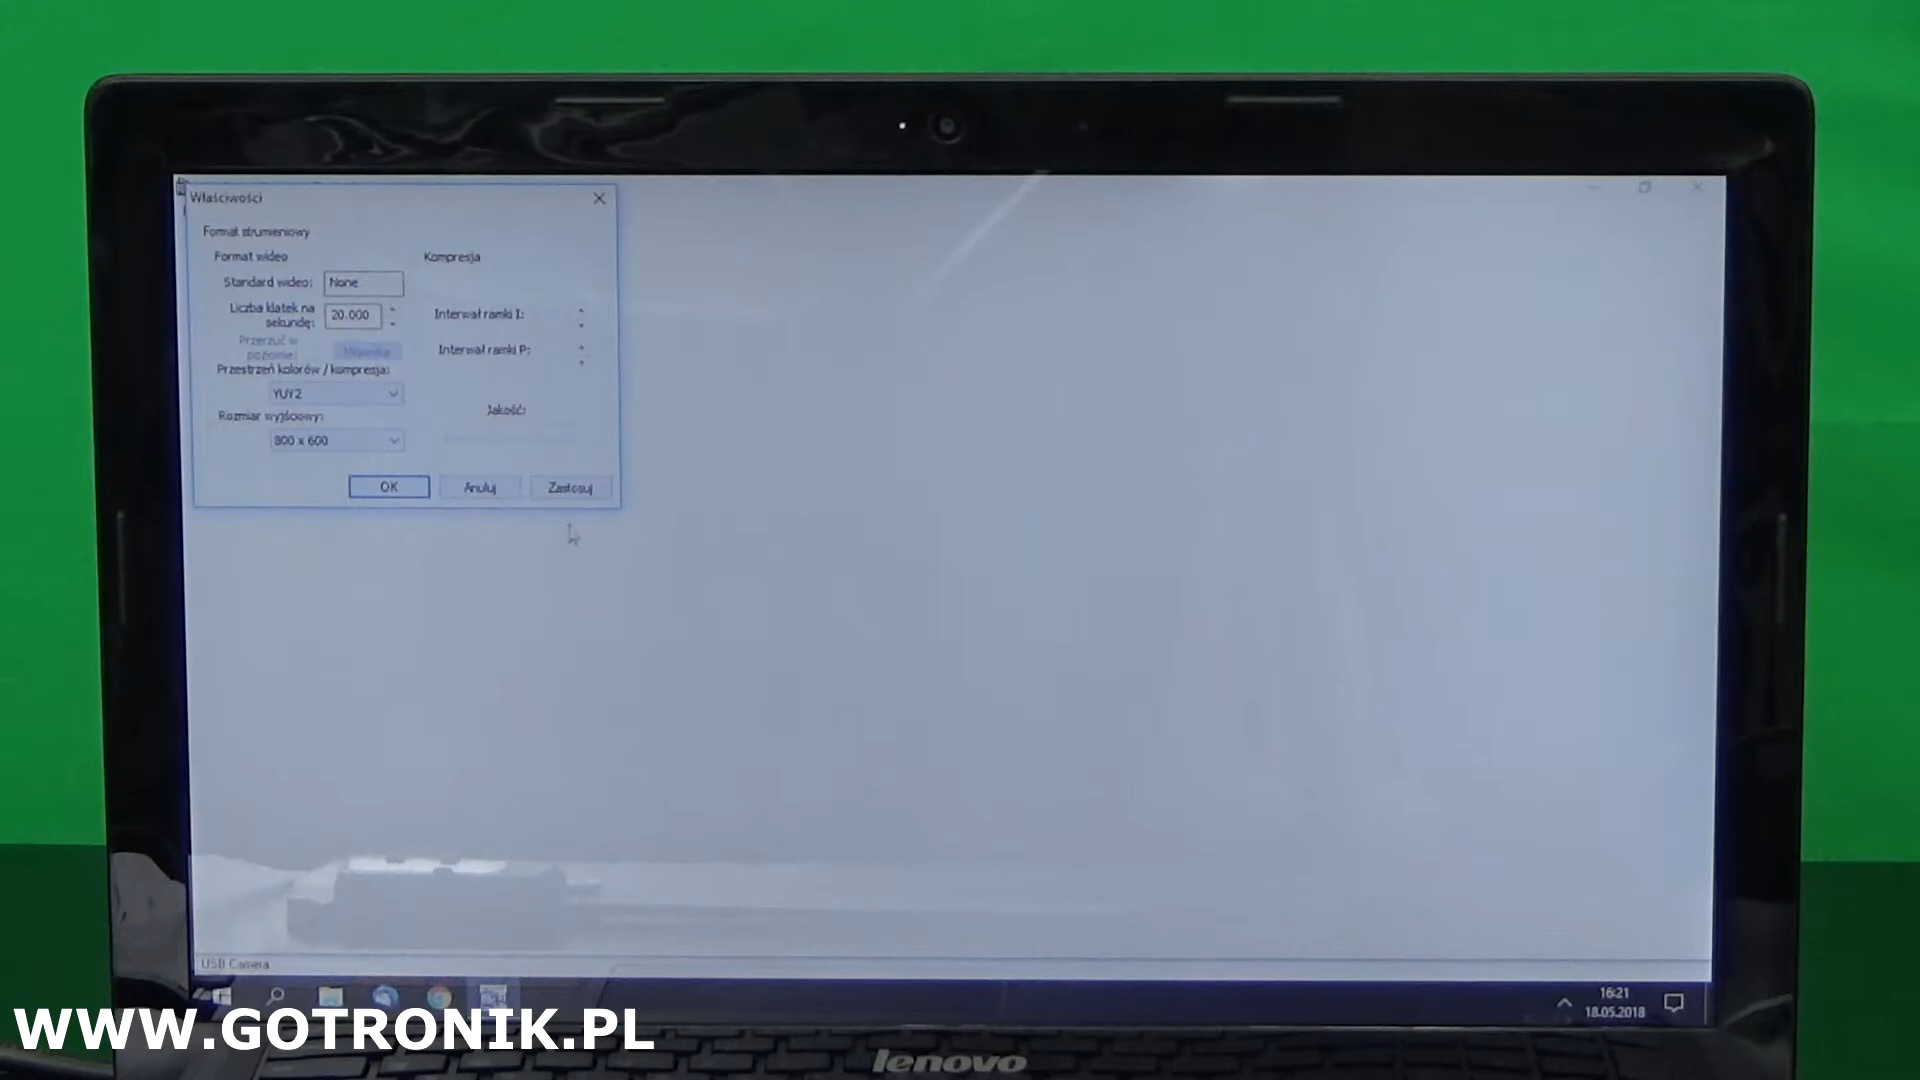 Właściwości
Format strumieniowy
Format wideo
Kompresja
Standard wideo: None
Liczba klatek na
sekundę: 20.000
Interwał ramki I:
Przerzuć w
poziomie:
Interwał ramki P:
Przestrzeń kolorów / kompresja:
YUY2
Jakość:
Rozmiar wyjściowy:
800 x 600
OK Anuluj Zastosuj
USB Camera
16:21
18.05.2018
WWW.GOTRONIK.PL
lenovo